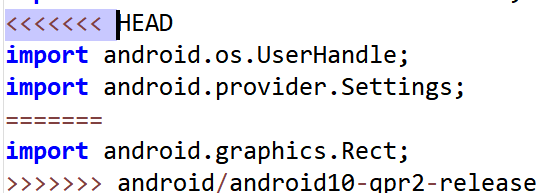 <<<<<<< HEAD
import android.os.UserHandle;
import android.provider.Settings;
=======
import android.graphics.Rect;
>>>>>>> android/android10-qpr2-release